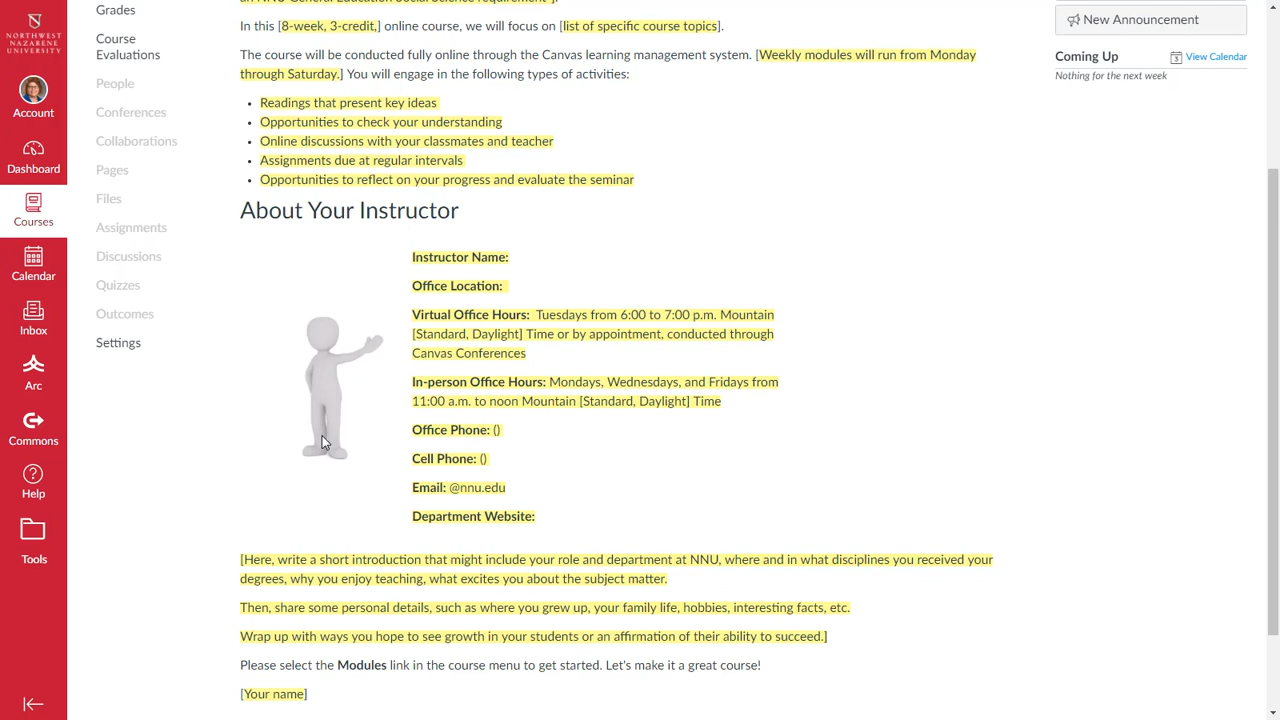 NORTHWEST
NAZARENE
UNIVERSITY
Account
Dashboard
Courses
Calendar
Inbox
Arc
Commons
Help
Tools
Grades
Course
Evaluations
People
Conferences
Collaborations
Pages
Files
Assignments
Discussions
Quizzes
Outcomes
Settings
In this [8-week, 3-credit,] online course, we will focus on [list of specific course topics].
The course will be conducted fully online through the Canvas learning management system. [Weekly modules will run from Monday
through Saturday.] You will engage in the following types of activities:
• Readings that present key ideas
• Opportunities to check your understanding
• Online discussions with your classmates and teacher
• Assignments due at regular intervals
• Opportunities to reflect on your progress and evaluate the seminar
About Your Instructor
Instructor Name:
Office Location:
Virtual Office Hours: Tuesdays from 6:00 to 7:00 p.m. Mountain
[Standard, Daylight] Time or by appointment, conducted through
Canvas Conferences
In-person Office Hours: Mondays, Wednesdays, and Fridays from
11:00 a.m. to noon Mountain [Standard, Daylight] Time
Office Phone: ()
Cell Phone: ()
Email: @nnu.edu
Department Website:
[Here, write a short introduction that might include your role and department at NNU, where and in what disciplines you received your
degrees, why you enjoy teaching, what excites you about the subject matter.
Then, share some personal details, such as where you grew up, your family life, hobbies, interesting facts, etc.
Wrap up with ways you hope to see growth in your students or an affirmation of their ability to succeed.]
Please select the Modules link in the course menu to get started. Let's make it a great course!
[Your name]
New Announcement
Coming Up
View Calendar
Nothing for the next week